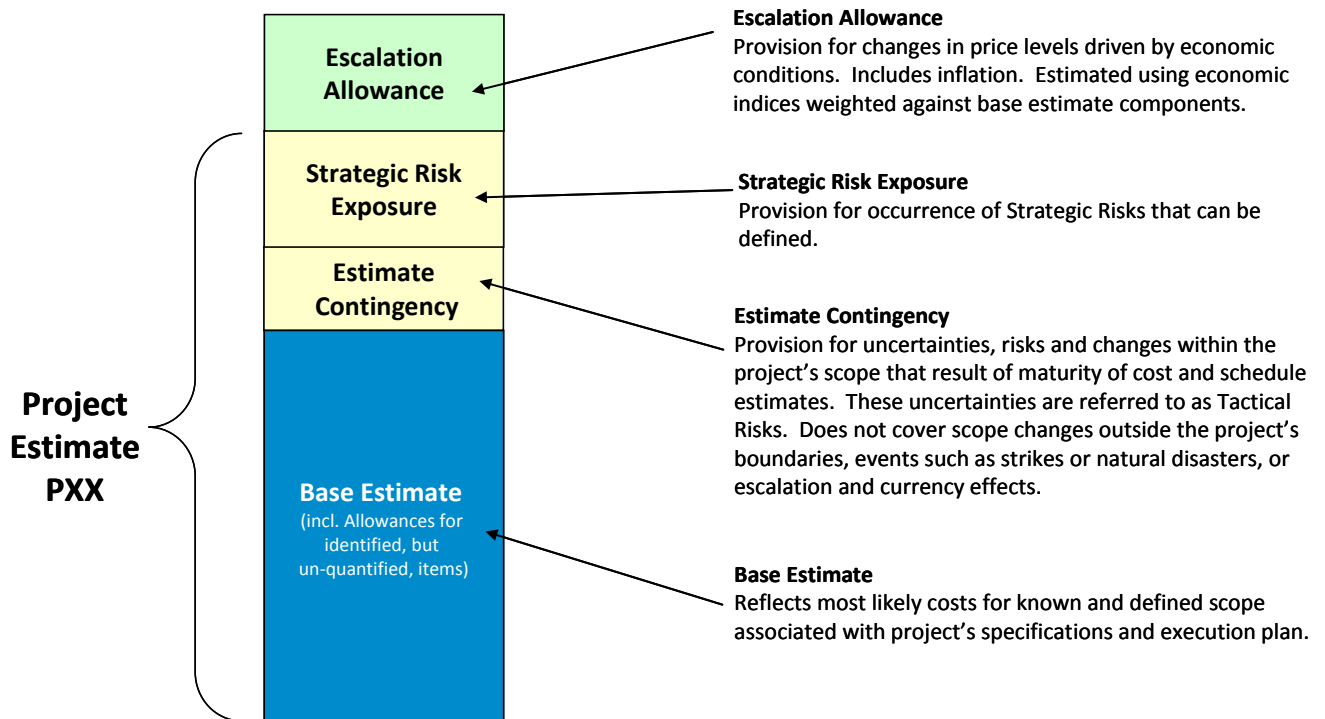 Project
Estimate
PXX
Escalation
Allowance
Strategic Risk
Exposure
Estimate
Contingency
Base Estimate
(incl. Allowances for
identified, but
un-quantified, items)
Escalation Allowance
Provision for changes in price levels driven by economic
conditions.  Includes inflation.  Estimated using economic
indices weighted against base estimate components.
Strategic Risk Exposure
Provision for occurrence of Strategic Risks that can be
defined.
Estimate Contingency
Provision for uncertainties, risks and changes within the
project’s scope that result of maturity of cost and schedule
estimates.  These uncertainties are referred to as Tactical
Risks.  Does not cover scope changes outside the project’s
boundaries, events such as strikes or natural disasters, or
escalation and currency effects.
Base Estimate
Reflects most likely costs for known and defined scope
associated with project’s specifications and execution plan.